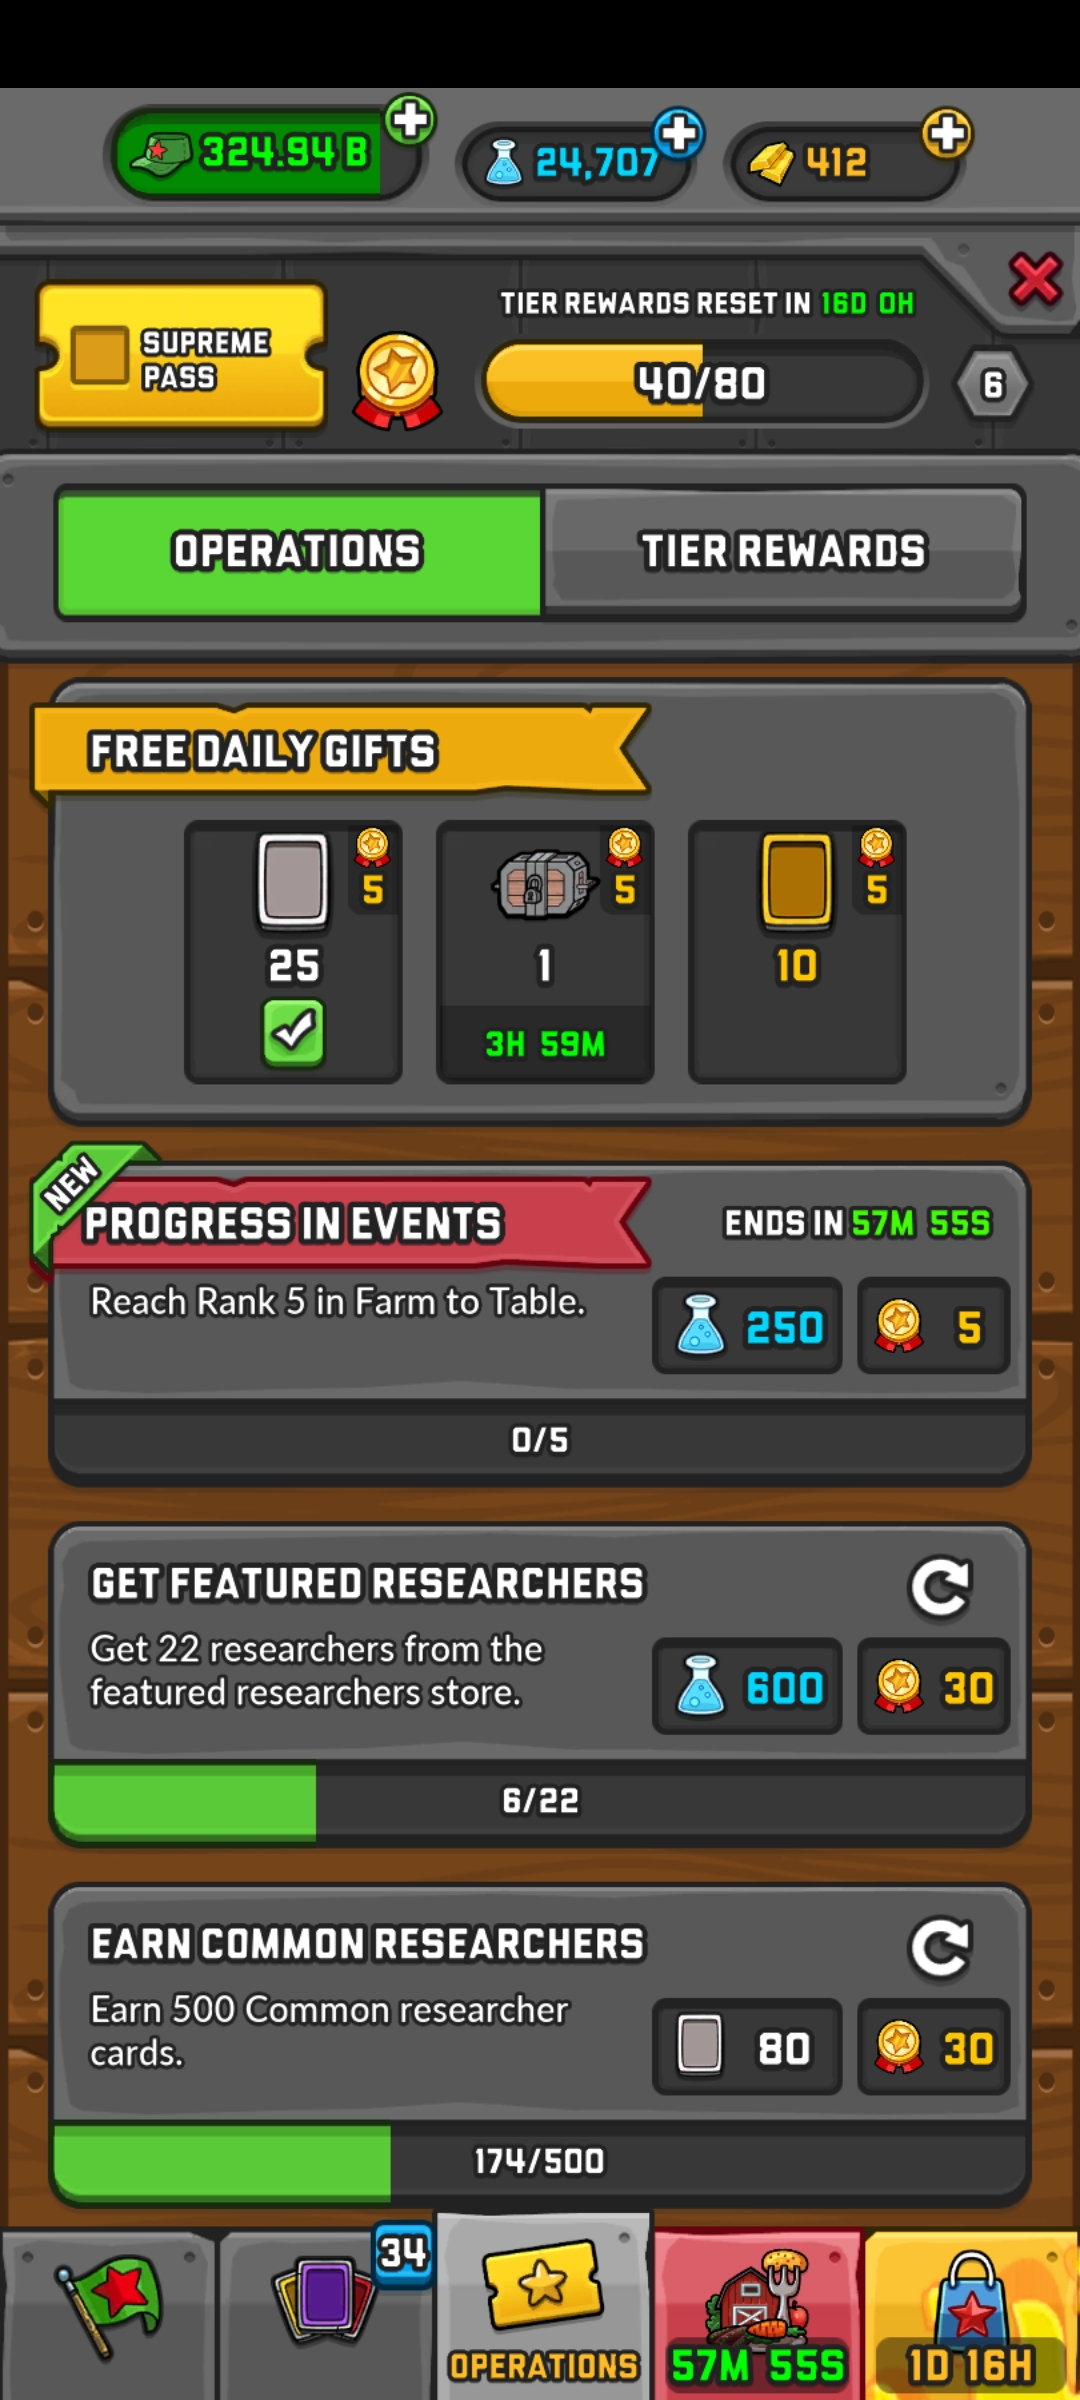 324.94 B
24,707
412
SUPREME
PASS
TIER REWARDS RESET IN 16D 0H
40/80
6
OPERATIONS
TIER REWARDS
FREE DAILY GIFTS
5
5
5
25
1
10
3H 59M
NEW
PROGRESS IN EVENTS
ENDS IN 57M 55S
Reach Rank 5 in Farm to Table.
250
5
0/5
GET FEATURED RESEARCHERS
Get 22 researchers from the
featured researchers store.
600
30
6/22
EARN COMMON RESEARCHERS
Earn 500 Common researcher
cards.
80
30
174/500
34
OPERATIONS
57M 55S
1D 16H